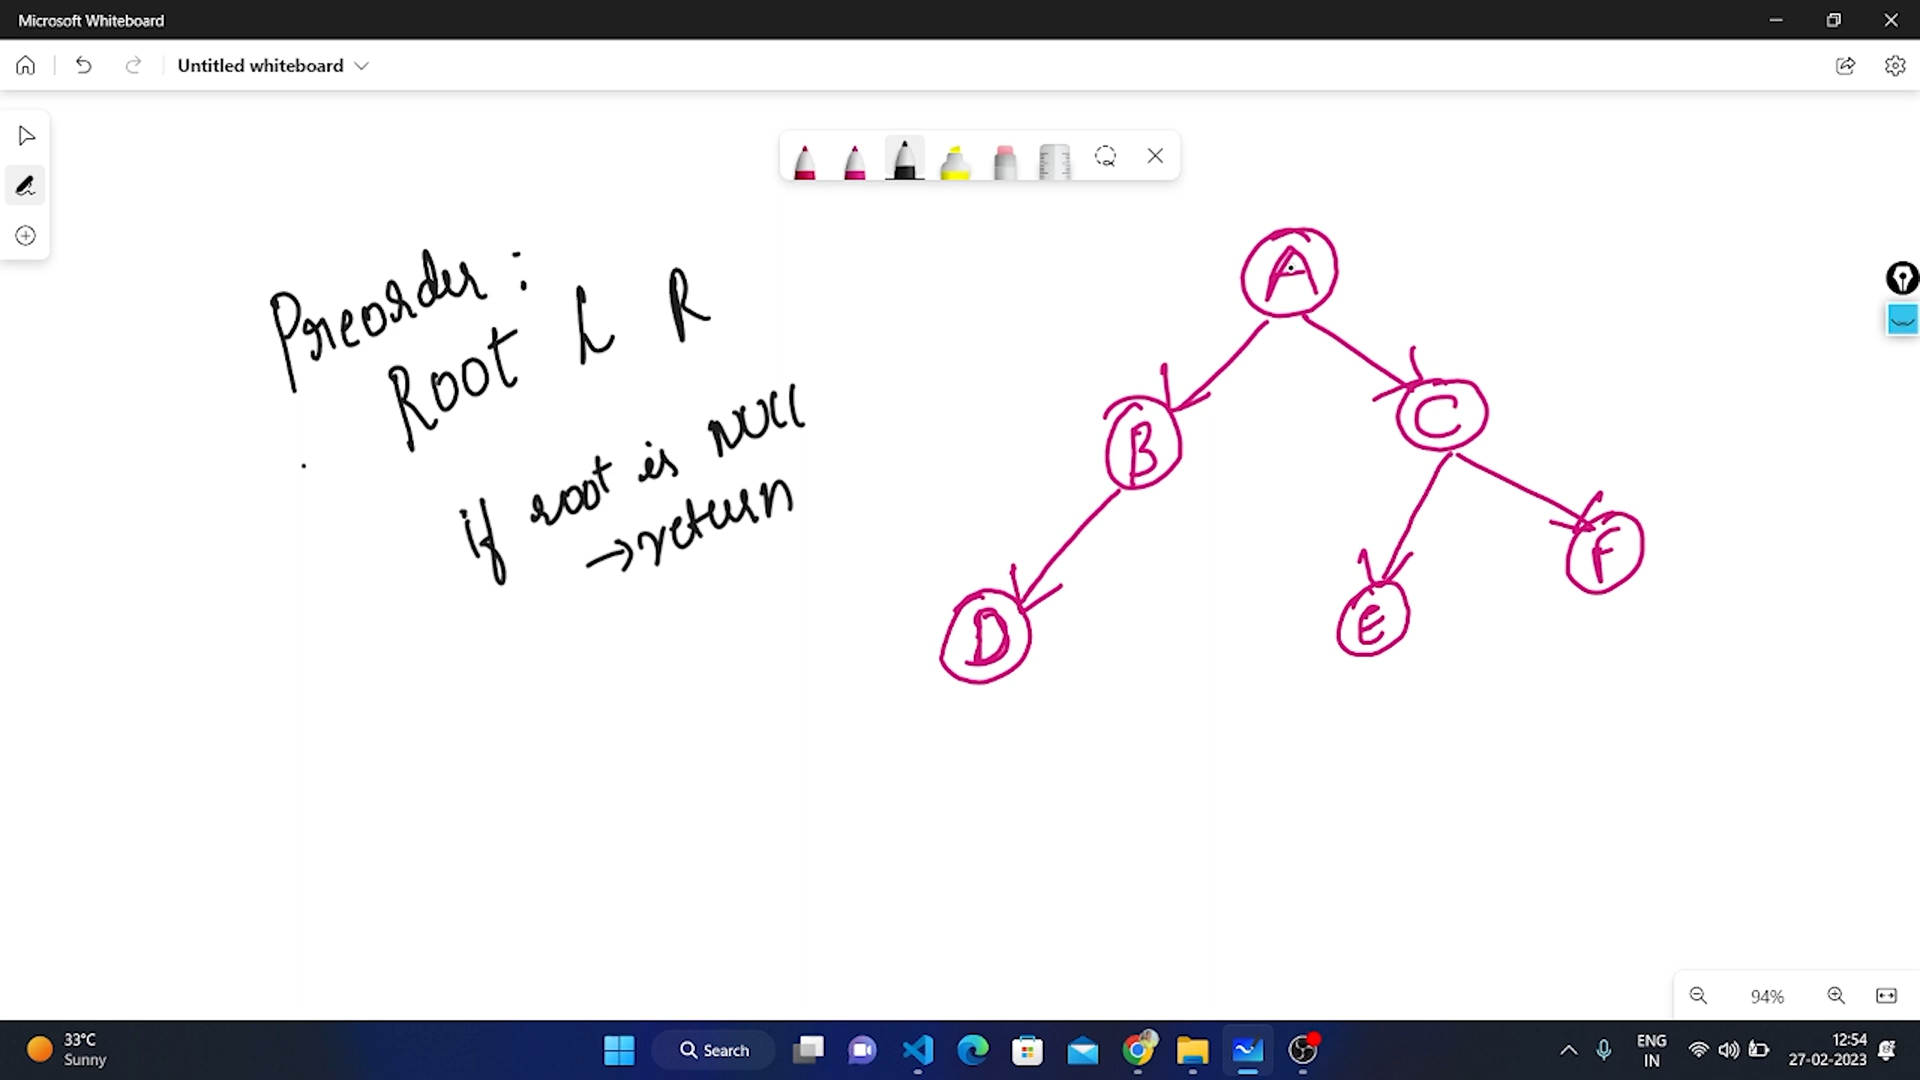 Microsoft Whiteboard
Untitled whiteboard
Preorder :
Root L R
if root is NULL
→return
A
B
C
D
E
F
94%
33°C
Sunny
Search
ENG
IN
12:54
27-02-2023